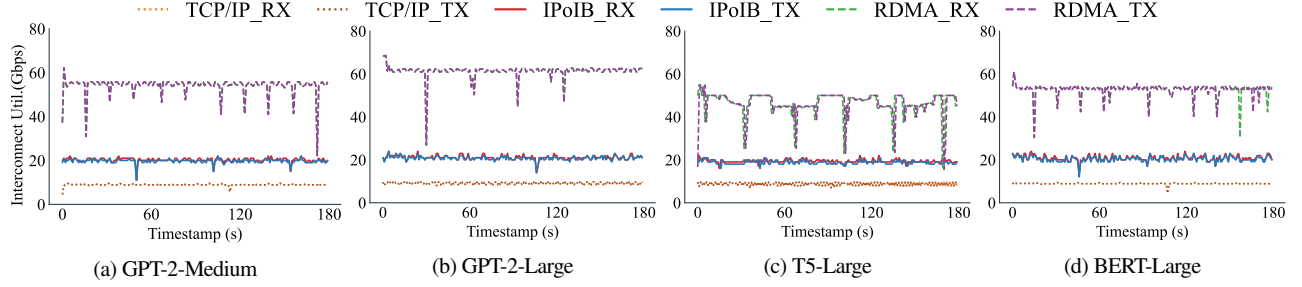 TCP/IP_RX TCP/IP_TX IPoIB_RX IPoIB_TX RDMA_RX RDMA_TX
Interconnect Util.(Gbps)
80
60
40
20
0
0 60 120 180
Timestamp (s)
(a) GPT-2-Medium
80
60
40
20
0
0 60 120 180
Timestamp (s)
(b) GPT-2-Large
80
60
40
20
0
0 60 120 180
Timestamp (s)
(c) T5-Large
80
60
40
20
0
0 60 120 180
Timestamp (s)
(d) BERT-Large